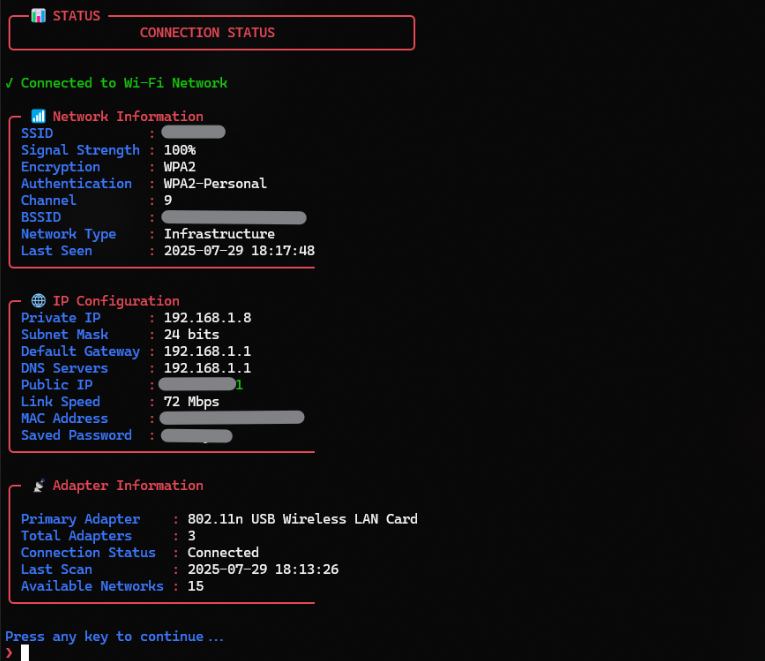 STATUS
CONNECTION STATUS
✓ Connected to Wi-Fi Network
Network Information
SSID :
Signal Strength : 100%
Encryption : WPA2
Authentication : WPA2-Personal
Channel : 9
BSSID :
Network Type : Infrastructure
Last Seen : 2025-07-29 18:17:48
IP Configuration
Private IP : 192.168.1.8
Subnet Mask : 24 bits
Default Gateway : 192.168.1.1
DNS Servers : 192.168.1.1
Public IP : 1
Link Speed : 72 Mbps
MAC Address :
Saved Password :
Adapter Information
Primary Adapter : 802.11n USB Wireless LAN Card
Total Adapters : 3
Connection Status : Connected
Last Scan : 2025-07-29 18:13:26
Available Networks : 15
Press any key to continue...
❯